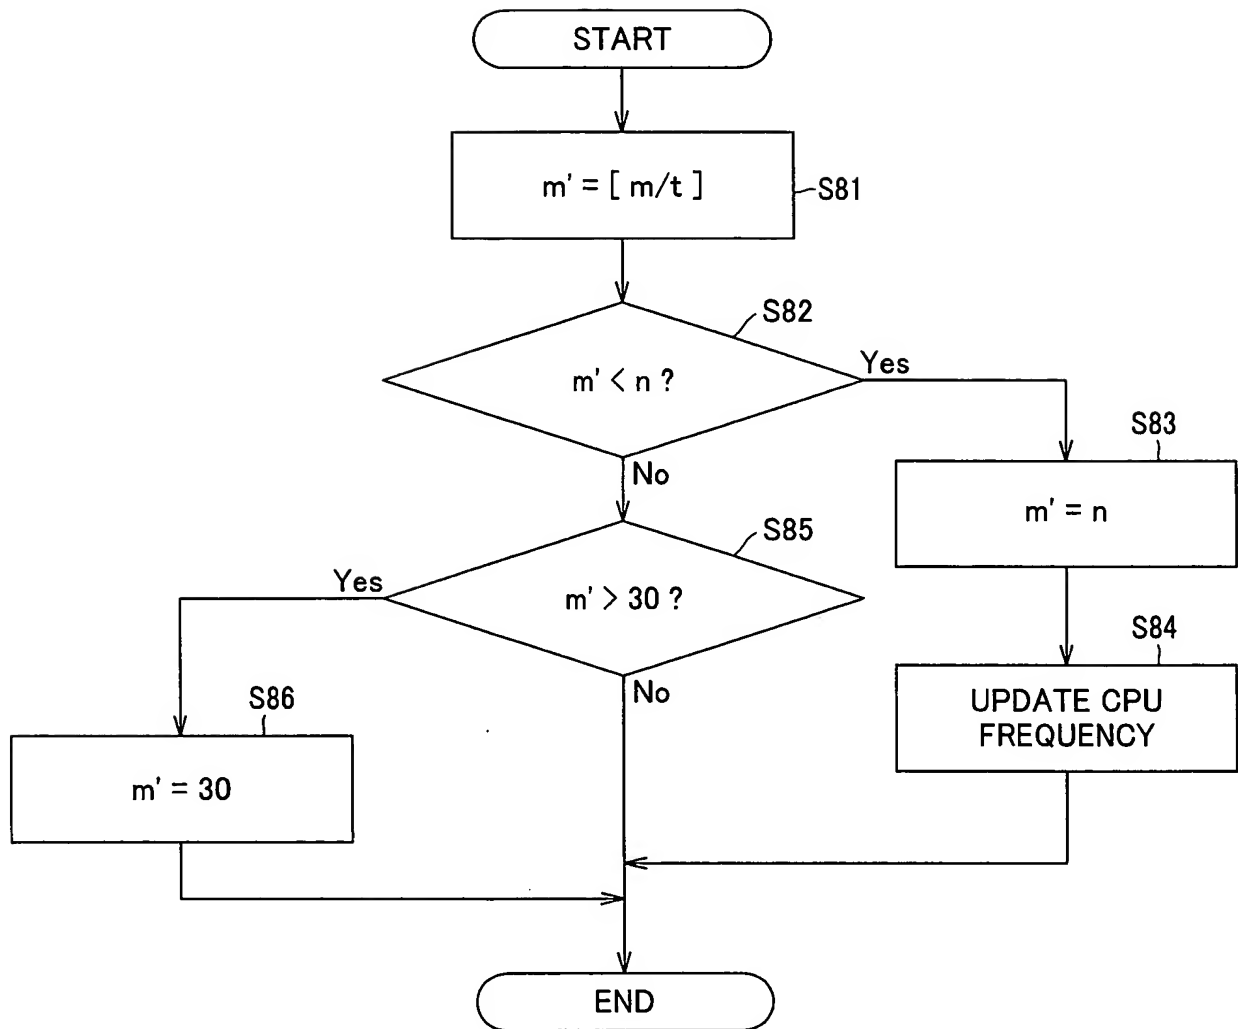 START
m' = [ m/t ]
S81
S82
m' < n ?
Yes
No
S83
m' = n
S85
m' > 30 ?
Yes
No
S84
UPDATE CPU
FREQUENCY
S86
m' = 30
END